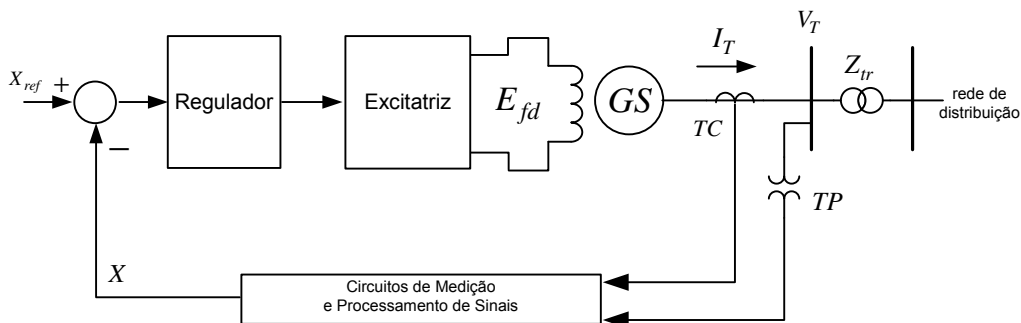 X_ref
+
−
Regulador
Excitatriz
E_fd
GS
I_T
TC
V_T
Z_tr
rede de
distribuição
TP
X
Circuitos de Medição
e Processamento de Sinais